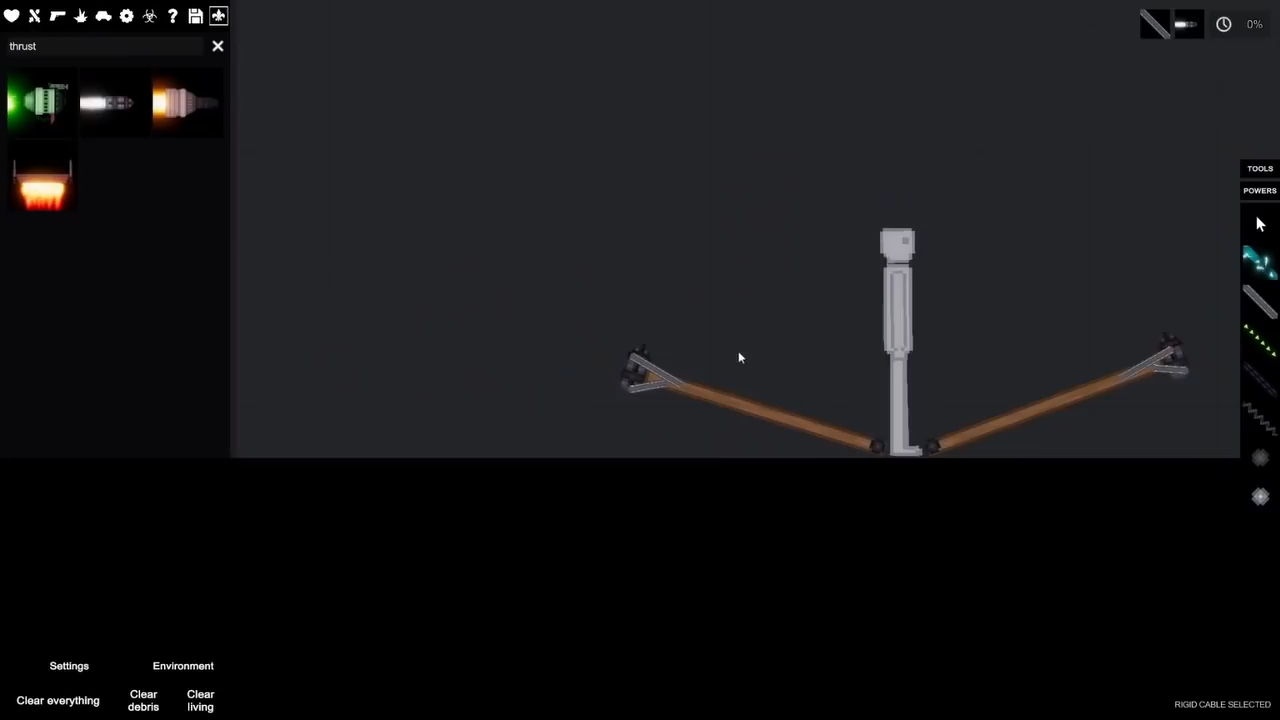 thrust
0%
TOOLS
POWERS
Settings
Environment
Clear everything
Clear
debris
Clear
living
RIGID CABLE SELECTED